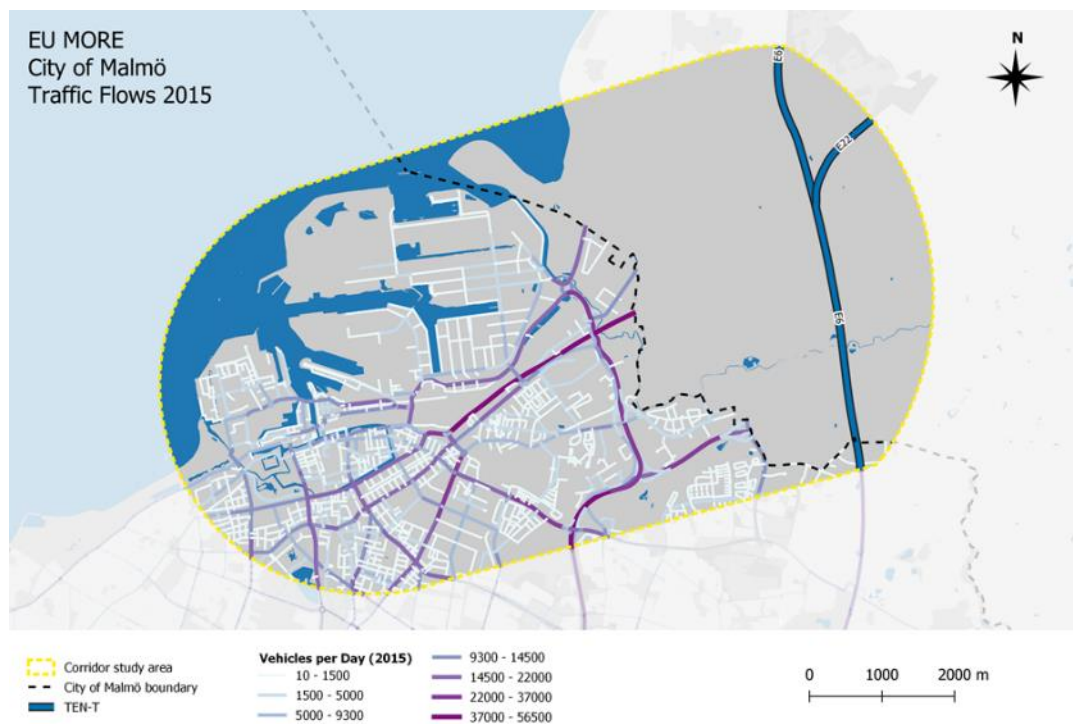 EU MORE
City of Malmö
Traffic Flows 2015
N
E6
E22
E6
Corridor study area
City of Malmö boundary
TEN-T
Vehicles per Day (2015)
10 - 1500
1500 - 5000
5000 - 9300
9300 - 14500
14500 - 22000
22000 - 37000
37000 - 56500
0 1000 2000 m